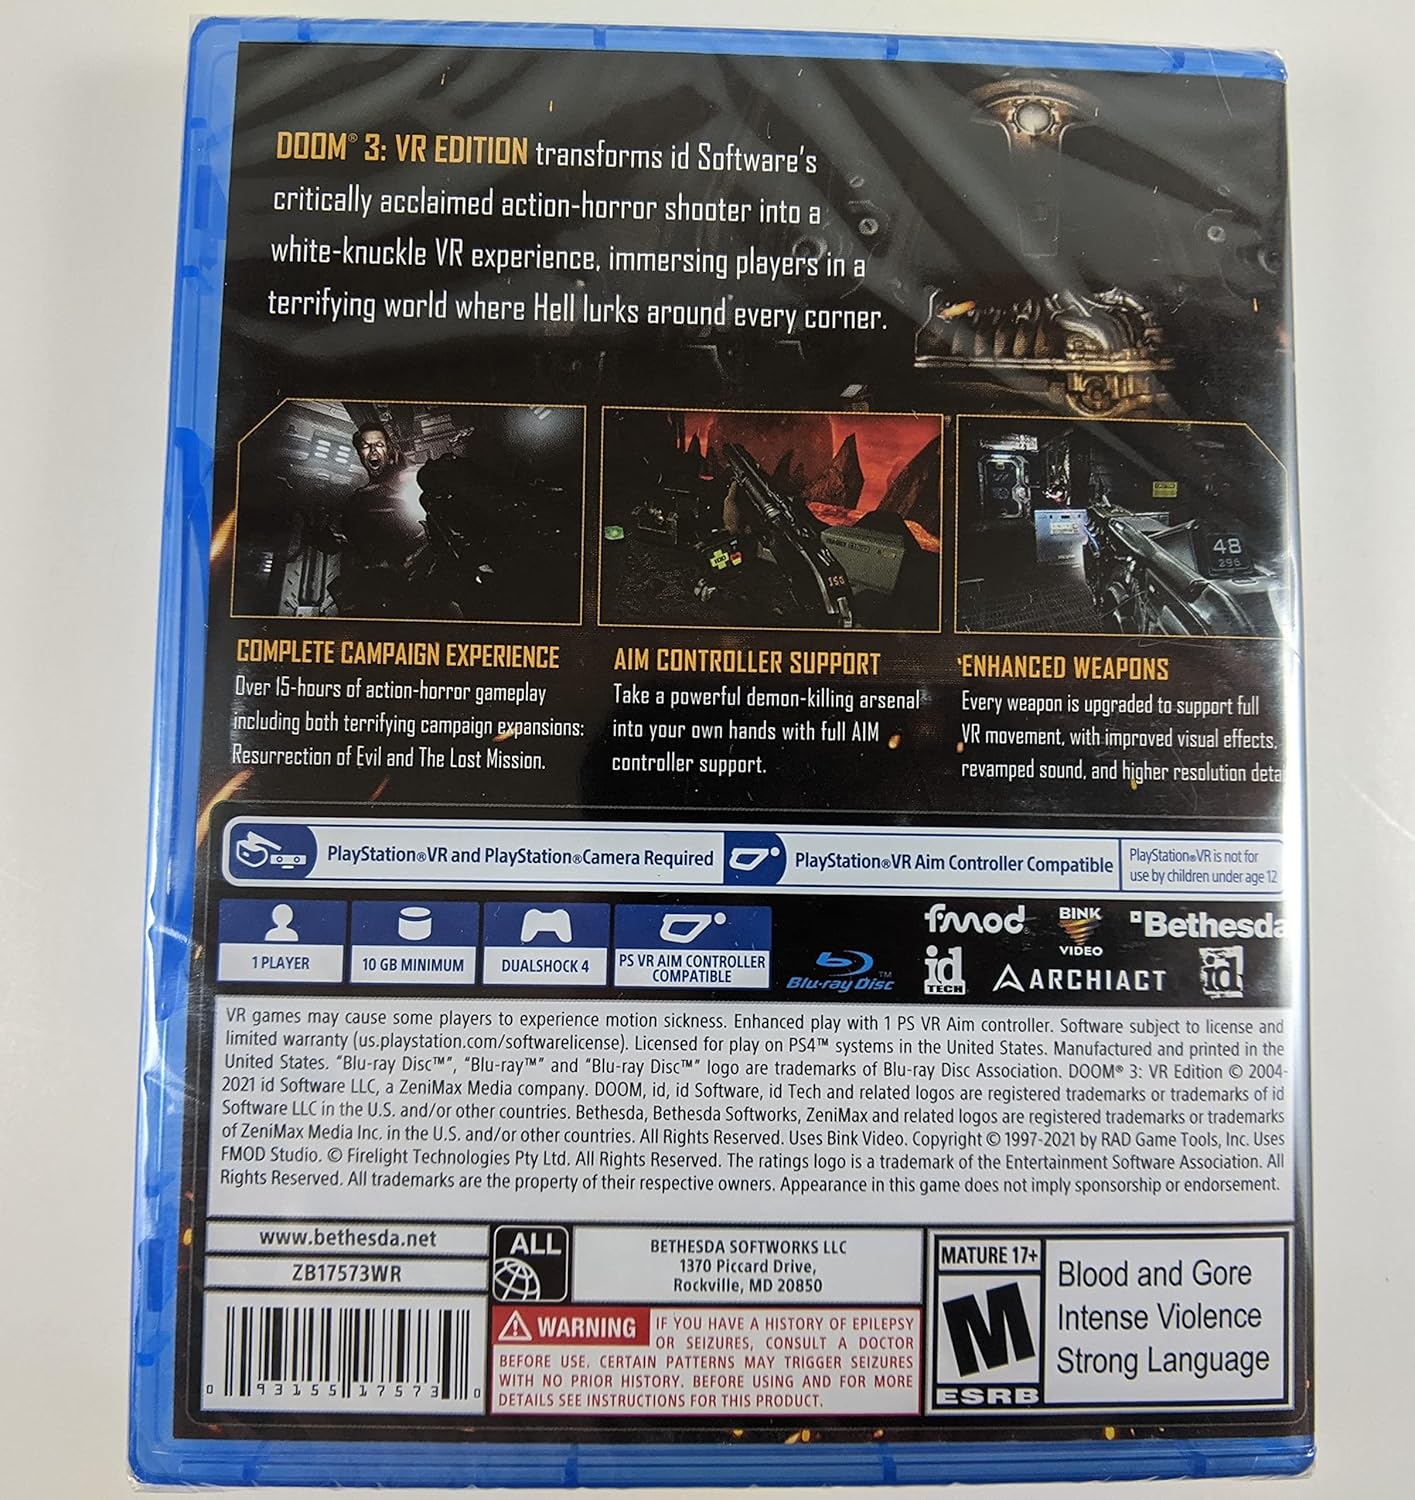 DOOM® 3: VR EDITION transforms id Software's
critically acclaimed action-horror shooter into a
white-knuckle VR experience, immersing players in a
terrifying world where Hell lurks around every corner.
150
48
296
COMPLETE CAMPAIGN EXPERIENCE
Over 15-hours of action-horror gameplay
including both terrifying campaign expansions:
Resurrection of Evil and The Lost Mission.
AIM CONTROLLER SUPPORT
Take a powerful demon-killing arsenal
into your own hands with full AIM
controller support.
ENHANCED WEAPONS
Every weapon is upgraded to support full
VR movement, with improved visual effects,
revamped sound, and higher resolution deta
PlayStation®VR and PlayStation®Camera Required
PlayStation®VR Aim Controller Compatible
PlayStation®VR is not for
use by children under age 12
1 PLAYER
10 GB MINIMUM
DUALSHOCK 4
PS VR AIM CONTROLLER
COMPATIBLE
Blu-ray Disc™
fmod
BINK
VIDEO
Bethesda
id
TECH
ARCHIACT
id
VR games may cause some players to experience motion sickness. Enhanced play with 1 PS VR Aim controller. Software subject to license and
limited warranty (us.playstation.com/softwarelicense). Licensed for play on PS4™ systems in the United States. Manufactured and printed in the
United States. “Blu-ray Disc™”, “Blu-ray™” and “Blu-ray Disc™” logo are trademarks of Blu-ray Disc Association. DOOM® 3: VR Edition © 2004-
2021 id Software LLC, a ZeniMax Media company. DOOM, id, id Software, id Tech and related logos are registered trademarks or trademarks of id
Software LLC in the U.S. and/or other countries. Bethesda, Bethesda Softworks, ZeniMax and related logos are registered trademarks or trademarks
of ZeniMax Media Inc. in the U.S. and/or other countries. All Rights Reserved. Uses Bink Video. Copyright © 1997-2021 by RAD Game Tools, Inc. Uses
FMOD Studio. © Firelight Technologies Pty Ltd. All Rights Reserved. The ratings logo is a trademark of the Entertainment Software Association. All
Rights Reserved. All trademarks are the property of their respective owners. Appearance in this game does not imply sponsorship or endorsement.
www.bethesda.net
ZB17573WR
0 93155 17573 0
ALL
BETHESDA SOFTWORKS LLC
1370 Piccard Drive,
Rockville, MD 20850
WARNING IF YOU HAVE A HISTORY OF EPILEPSY
OR SEIZURES, CONSULT A DOCTOR
BEFORE USE. CERTAIN PATTERNS MAY TRIGGER SEIZURES
WITH NO PRIOR HISTORY. BEFORE USING AND FOR MORE
DETAILS SEE INSTRUCTIONS FOR THIS PRODUCT.
MATURE 17+
M
ESRB
Blood and Gore
Intense Violence
Strong Language